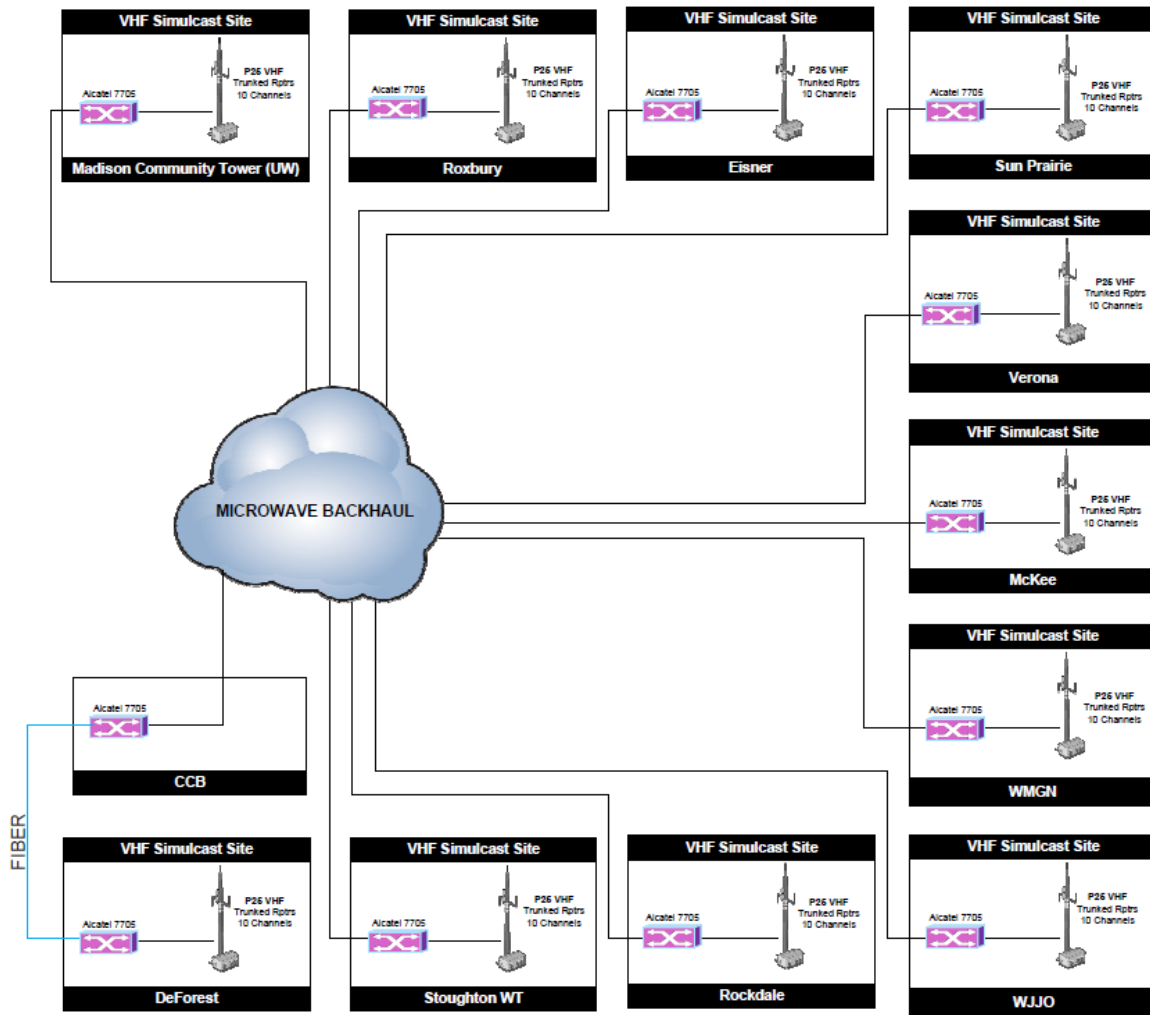 VHF Simulcast Site
Alcatel 7705
P25 VHF
Trunked Rptrs
10 Channels
Madison Community Tower (UW)
VHF Simulcast Site
Alcatel 7705
P25 VHF
Trunked Rptrs
10 Channels
Roxbury
VHF Simulcast Site
Alcatel 7705
P25 VHF
Trunked Rptrs
10 Channels
Eisner
VHF Simulcast Site
Alcatel 7705
P25 VHF
Trunked Rptrs
10 Channels
Sun Prairie
VHF Simulcast Site
Alcatel 7705
P25 VHF
Trunked Rptrs
10 Channels
Verona
MICROWAVE BACKHAUL
VHF Simulcast Site
Alcatel 7705
P25 VHF
Trunked Rptrs
10 Channels
McKee
VHF Simulcast Site
Alcatel 7705
P25 VHF
Trunked Rptrs
10 Channels
WMGN
Alcatel 7705
CCB
FIBER
VHF Simulcast Site
Alcatel 7705
P25 VHF
Trunked Rptrs
10 Channels
DeForest
VHF Simulcast Site
Alcatel 7705
P25 VHF
Trunked Rptrs
10 Channels
Stoughton WT
VHF Simulcast Site
Alcatel 7705
P25 VHF
Trunked Rptrs
10 Channels
Rockdale
VHF Simulcast Site
Alcatel 7705
P25 VHF
Trunked Rptrs
10 Channels
WJJO